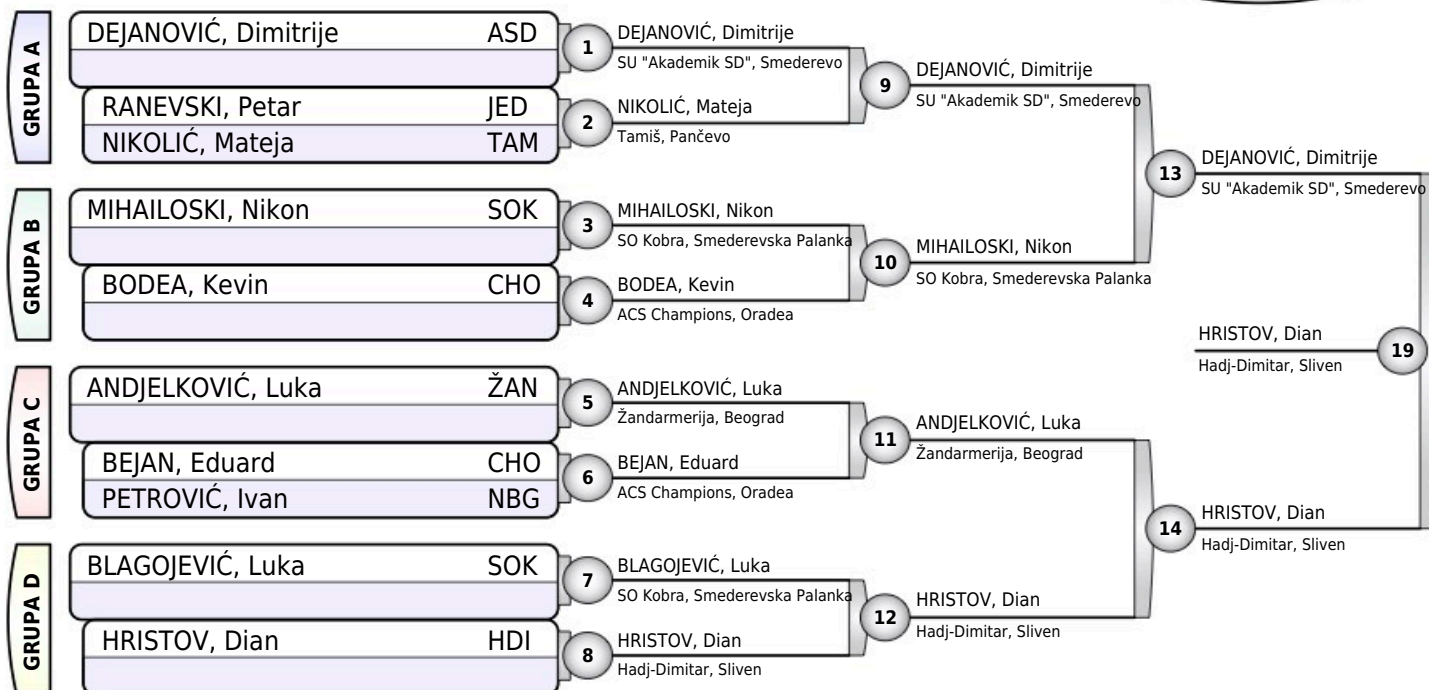 GRUPA A
DEJANOVIĆ, Dimitrije ASD
RANEVSKI, Petar JED
NIKOLIĆ, Mateja TAM
1
DEJANOVIĆ, Dimitrije
SU "Akademik SD", Smederevo
2
NIKOLIĆ, Mateja
Tamiš, Pančevo
9
DEJANOVIĆ, Dimitrije
SU "Akademik SD", Smederevo
GRUPA B
MIHAILOSKI, Nikon SOK
BODEA, Kevin CHO
3
MIHAILOSKI, Nikon
SO Kobra, Smederevska Palanka
4
BODEA, Kevin
ACS Champions, Oradea
10
MIHAILOSKI, Nikon
SO Kobra, Smederevska Palanka
13
DEJANOVIĆ, Dimitrije
SU "Akademik SD", Smederevo
GRUPA C
ANDJELKOVIĆ, Luka ŽAN
BEJAN, Eduard CHO
PETROVIĆ, Ivan NBG
5
ANDJELKOVIĆ, Luka
Žandarmerija, Beograd
6
BEJAN, Eduard
ACS Champions, Oradea
11
ANDJELKOVIĆ, Luka
Žandarmerija, Beograd
GRUPA D
BLAGOJEVIĆ, Luka SOK
HRISTOV, Dian HDI
7
BLAGOJEVIĆ, Luka
SO Kobra, Smederevska Palanka
8
HRISTOV, Dian
Hadj-Dimitar, Sliven
12
HRISTOV, Dian
Hadj-Dimitar, Sliven
14
HRISTOV, Dian
Hadj-Dimitar, Sliven
HRISTOV, Dian
Hadj-Dimitar, Sliven
19